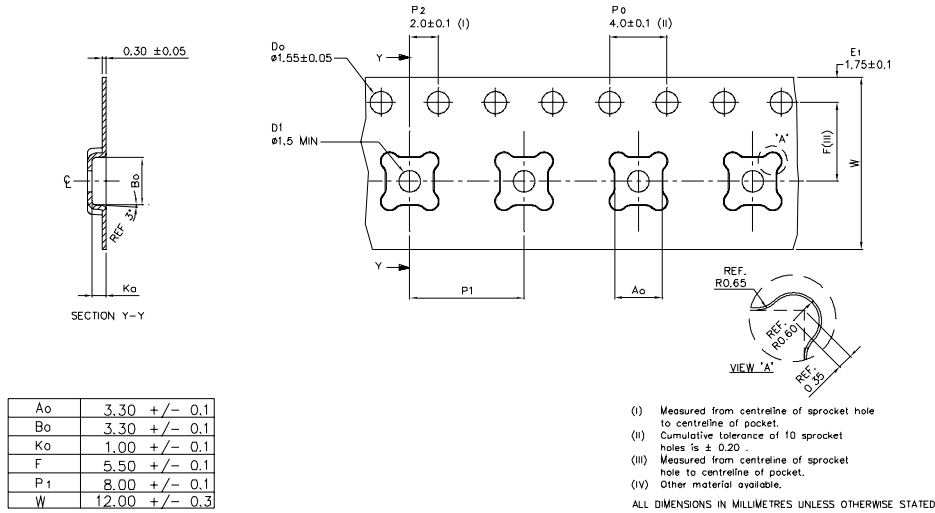 P2
2.0±0.1 (I)
Po
4.0±0.1 (II)
0.30 ±0.05
Y
Do
ø1.55±0.05
E1
1.75±0.1
D1
ø1.5 MIN
"A"
F(III)
W
℄
Bo
REF 3°
Ko
SECTION Y-Y
Y
P1
Ao
REF.
R0.65
REF.
R0.60
REF.
0.35
VIEW "A"
Ao 3.30 +/- 0.1
Bo 3.30 +/- 0.1
Ko 1.00 +/- 0.1
F 5.50 +/- 0.1
P1 8.00 +/- 0.1
W 12.00 +/- 0.3
(I) Measured from centreline of sprocket hole
to centreline of pocket.
(II) Cumulative tolerance of 10 sprocket
holes is ± 0.20 .
(III) Measured from centreline of sprocket
hole to centreline of pocket.
(IV) Other material available.
ALL DIMENSIONS IN MILLIMETRES UNLESS OTHERWISE STATED